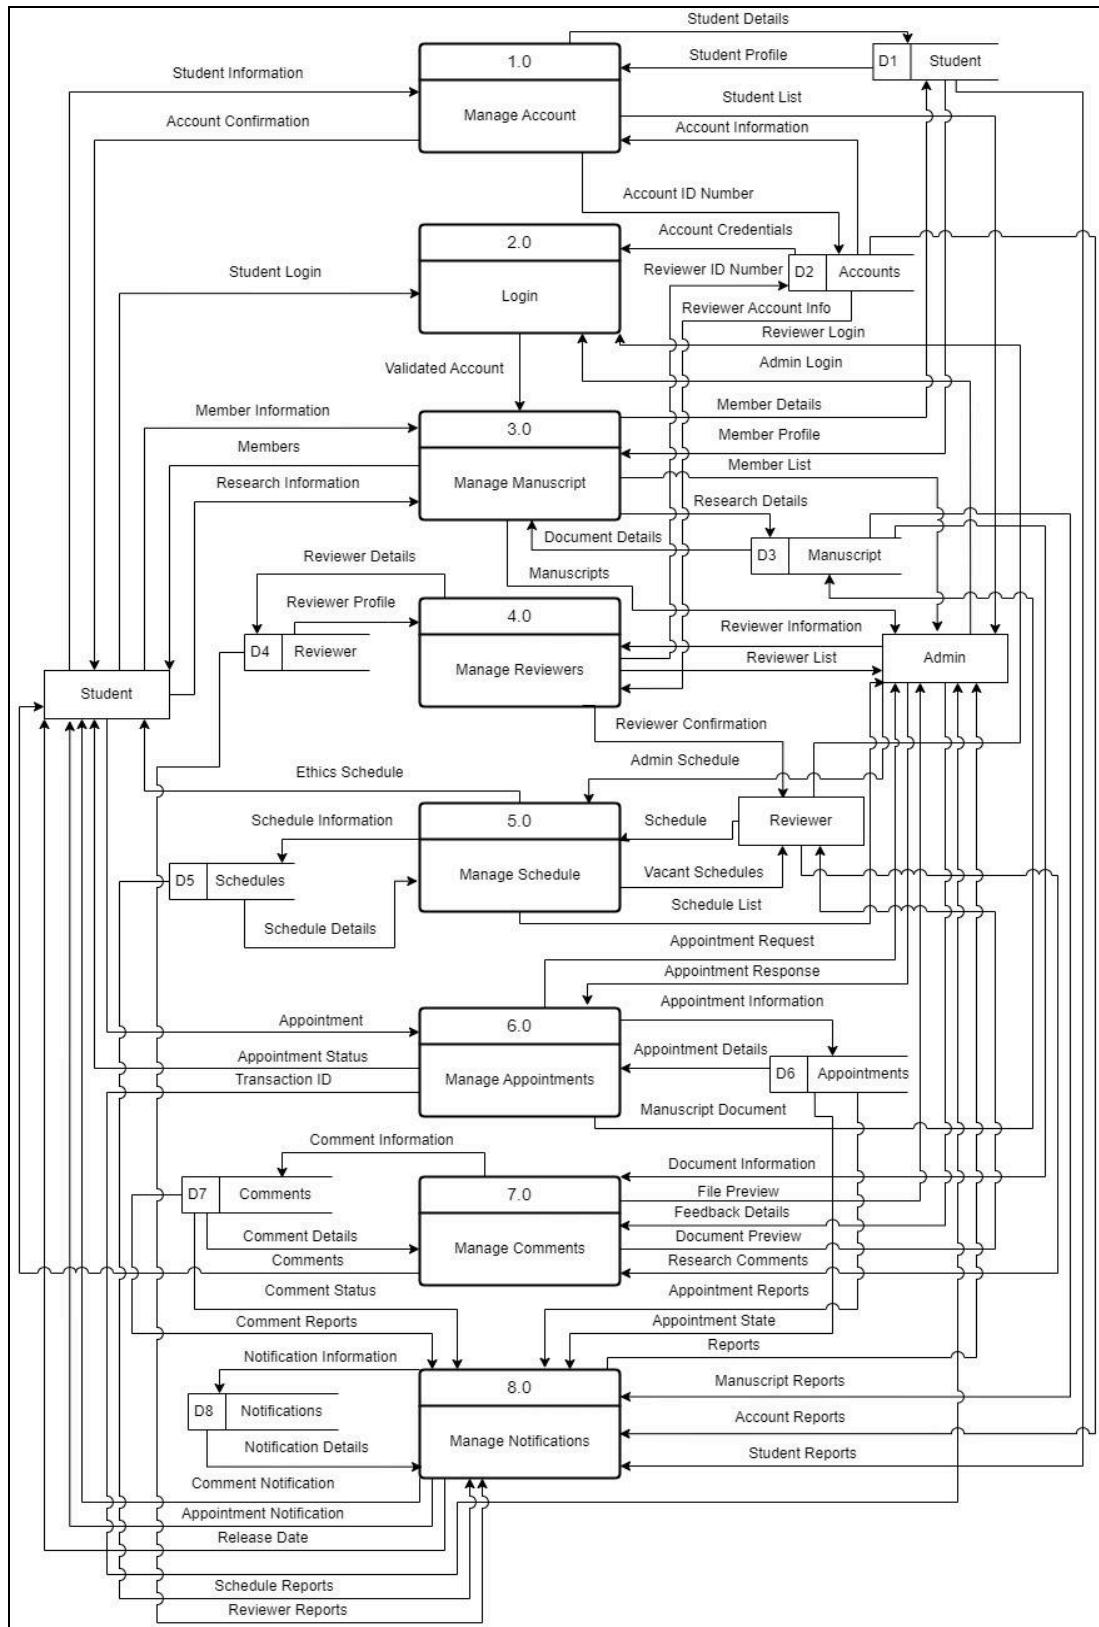 Student Details
1.0
Student Profile
D1
Student
Student Information
Manage Account
Student List
Account Confirmation
Account Information
Account ID Number
2.0
Account Credentials
Student Login
Reviewer ID Number
D2
Accounts
Login
Reviewer Account Info
Reviewer Login
Validated Account
Admin Login
Member Information
Member Details
3.0
Member Profile
Members
Member List
Research Information
Manage Manuscript
Research Details
Document Details
D3
Manuscript
Reviewer Details
Manuscripts
Reviewer Profile
4.0
Reviewer Information
D4
Reviewer
Manage Reviewers
Reviewer List
Admin
Student
Reviewer Confirmation
Ethics Schedule
Admin Schedule
Schedule Information
5.0
Schedule
Reviewer
D5
Schedules
Manage Schedule
Vacant Schedules
Schedule List
Schedule Details
Appointment Request
Appointment Response
Appointment Information
Appointment
6.0
Appointment Status
Appointment Details
Transaction ID
Manage Appointments
D6
Appointments
Manuscript Document
Comment Information
Document Information
D7
Comments
7.0
File Preview
Feedback Details
Comment Details
Manage Comments
Document Preview
Comments
Research Comments
Comment Status
Appointment Reports
Comment Reports
Appointment State
Reports
Notification Information
8.0
Manuscript Reports
D8
Notifications
Account Reports
Notification Details
Manage Notifications
Student Reports
Comment Notification
Appointment Notification
Release Date
Schedule Reports
Reviewer Reports